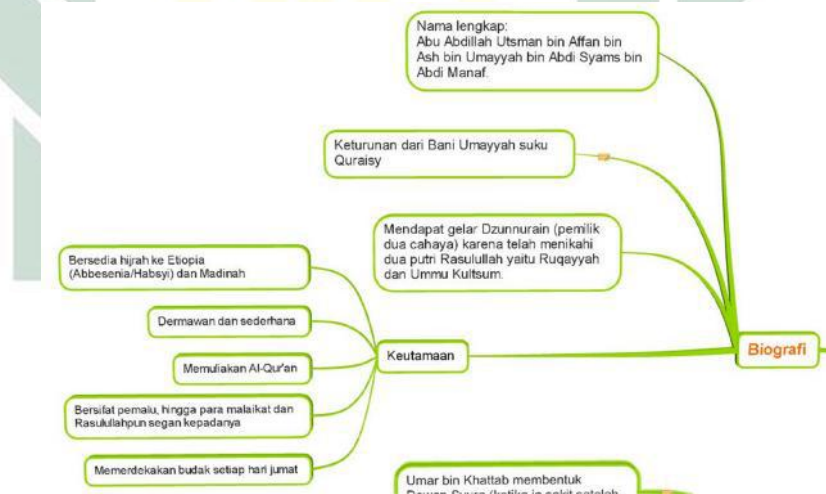 Nama lengkap:
Abu Abdillah Utsman bin Affan bin
Ash bin Umayyah bin Abdi Syams bin
Abdi Manaf.
Keturunan dari Bani Umayyah suku
Quraisy
Mendapat gelar Dzunnurain (pemilik
dua cahaya) karena telah menikahi
dua putri Rasulullah yaitu Ruqayyah
dan Ummu Kultsum.
Bersedia hijrah ke Etiopia
(Abbesenia/Habsyi) dan Madinah
Dermawan dan sederhana
Memuliakan Al-Qur'an
Bersifat pemalu, hingga para malaikat dan
Rasulullahpun segan kepadanya
Memerdekakan budak setiap hari jumat
Keutamaan
Biografi
Umar bin Khattab membentuk